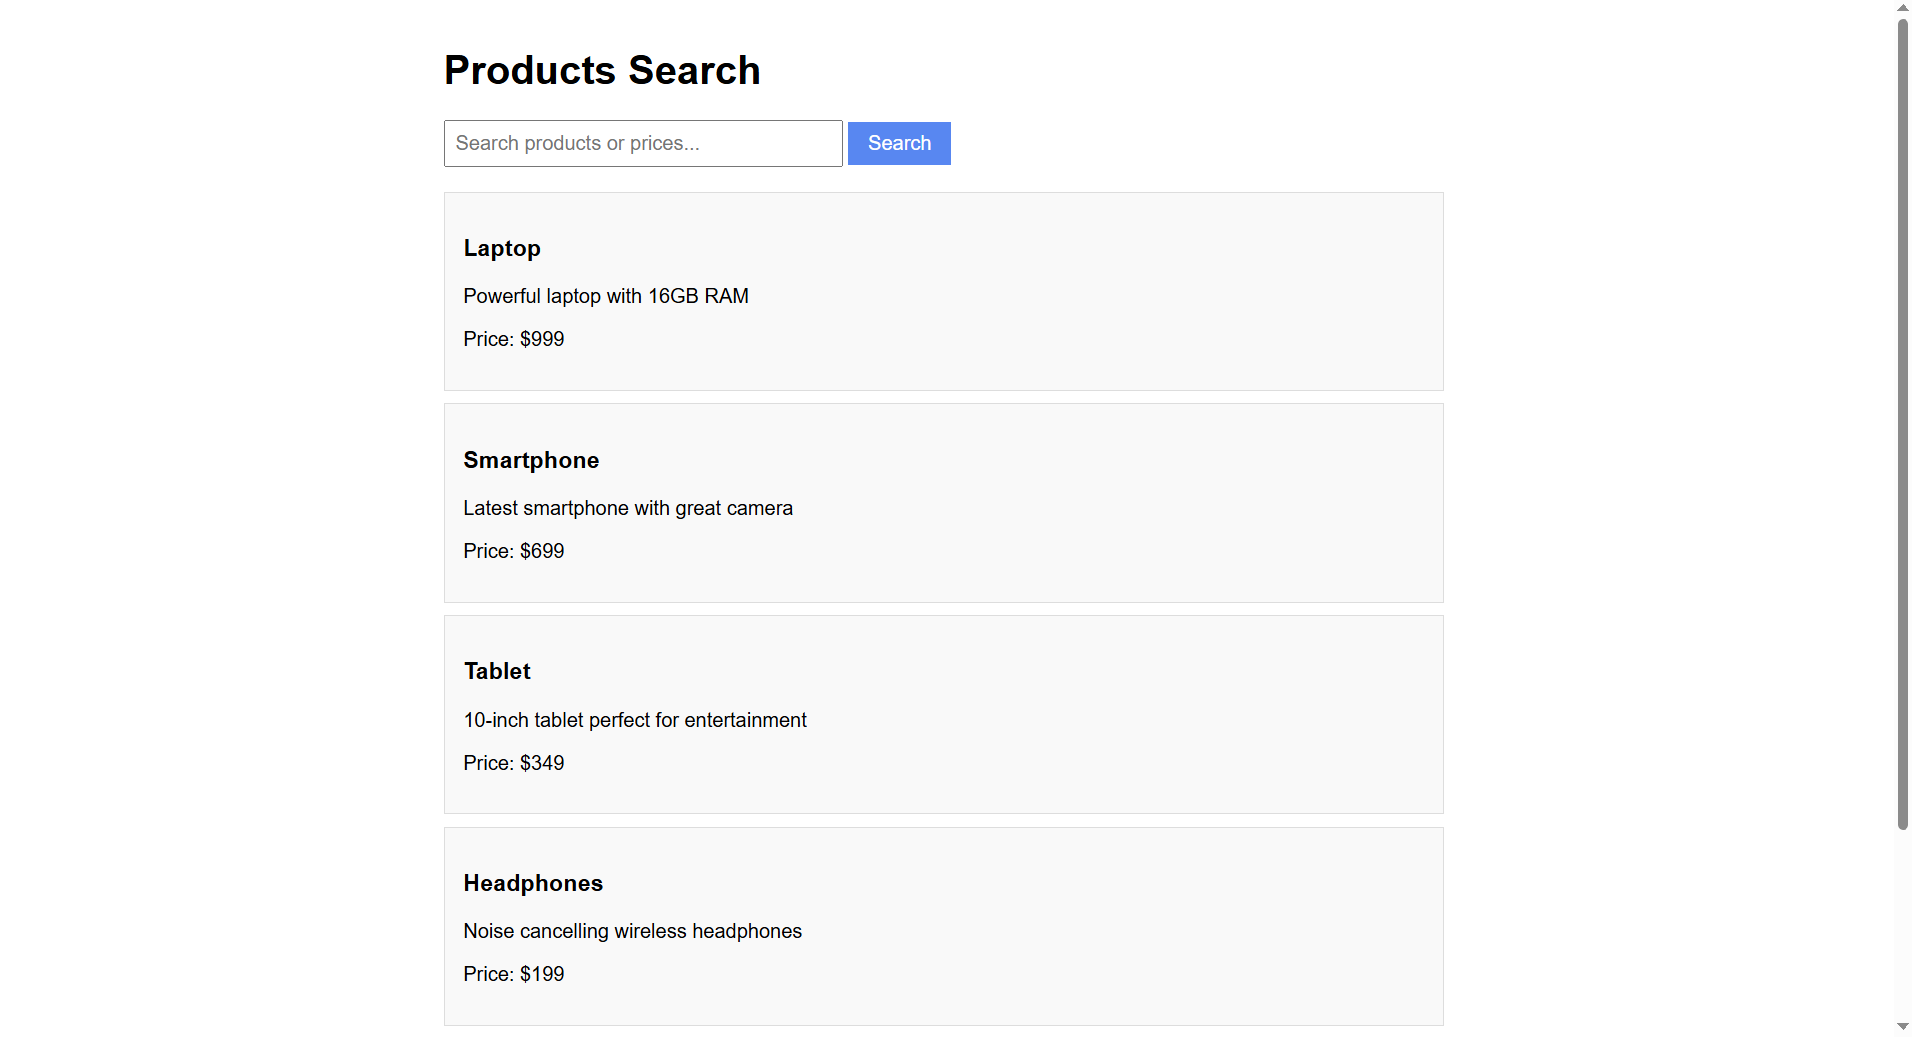 Products Search
Search products or prices...
Search
Laptop
Powerful laptop with 16GB RAM
Price: $999
Smartphone
Latest smartphone with great camera
Price: $699
Tablet
10-inch tablet perfect for entertainment
Price: $349
Headphones
Noise cancelling wireless headphones
Price: $199